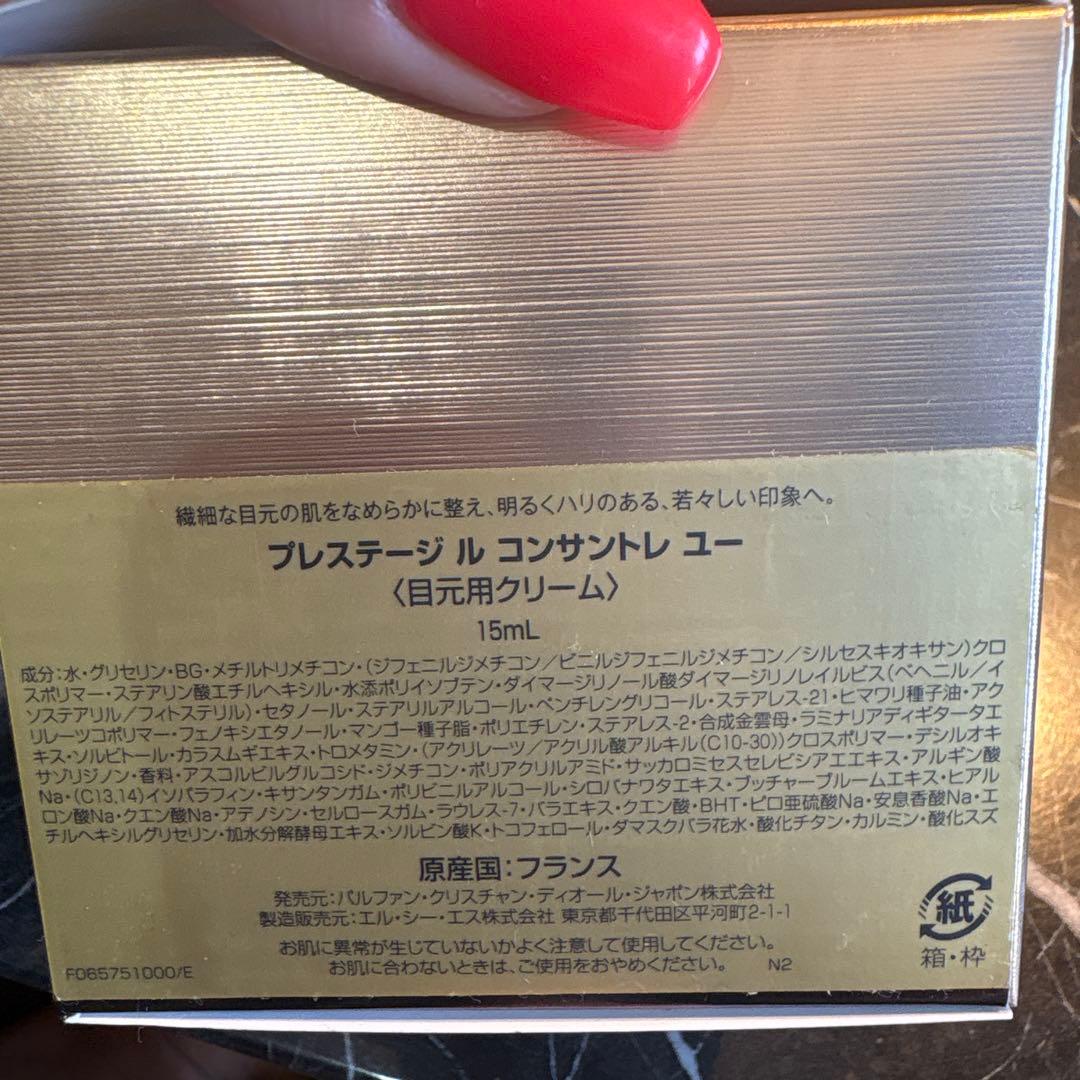 繊細な目元の肌をなめらかに整え、明るくハリのある、若々しい印象へ。
プレステージ ル コンサントレ ユー
〈目元用クリーム〉
15mL
成分:水・グリセリン・BG・メチルトリメチコン・(ジフェニルジメチコン/ビニルジフェニルジメチコン/シルセスキオキサン)クロ
スポリマー・ステアリン酸エチルヘキシル・水添ポリイソブテン・ダイマージリノール酸ダイマージリノレイルビス(ベヘニル/イ
ソステアリル/フィトステリル)・セタノール・ステアリルアルコール・ペンチレングリコール・ステアレス-21・ヒマワリ種子油・アク
リレーツコポリマー・フェノキシエタノール・マンゴー種子脂・ポリエチレン・ステアレス-2・合成金雲母・ラミナリアディギタータエ
キス・ソルビトール・カラスムギエキス・トロメタミン・(アクリレーツ/アクリル酸アルキル(C10-30))クロスポリマー・デシルオキ
サゾリジノン・香料・アスコルビルグルコシド・ジメチコン・ポリアクリルアミド・サッカロミセスセレビシアエエキス・アルギン酸
Na・(C13,14)イソパラフィン・キサンタンガム・ポリビニルアルコール・シロバナワタエキス・ブッチャーブルームエキス・ヒアル
ロン酸Na・クエン酸Na・アデノシン・セルロースガム・ラウレス-7・バラエキス・クエン酸・BHT・ピロ亜硫酸Na・安息香酸Na・エ
チルヘキシルグリセリン・加水分解酵母エキス・ソルビン酸K・トコフェロール・ダマスクバラ花水・酸化チタン・カルミン・酸化スズ
原産国:フランス
発売元:パルファン・クリスチャン・ディオール・ジャポン株式会社
製造販売元:エル・シー・エス株式会社 東京都千代田区平河町2-1-1
お肌に異常が生じていないかよく注意して使用してください。
お肌に合わないときは、ご使用をおやめください。 N2
F065751000/E
紙
箱・枠